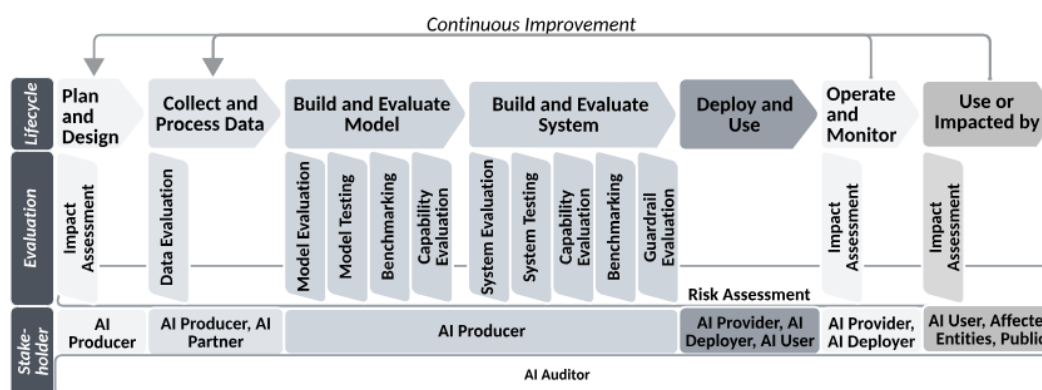 Continuous Improvement
Lifecycle
Plan
and
Design
Collect and
Process Data
Build and Evaluate
Model
Build and Evaluate
System
Deploy and
Use
Operate
and
Monitor
Use or
Impacted by
Evaluation
Impact
Assessment
Data Evaluation
Model Evaluation
Model Testing
Benchmarking
Capability
Evaluation
System Evaluation
System Testing
Capability
Evaluation
Benchmarking
Guardrail
Evaluation
Impact
Assessment
Impact
Assessment
Risk Assessment
Stake-
holder
AI
Producer
AI Producer, AI
Partner
AI Producer
AI Provider, AI
Deployer, AI User
AI Provider,
AI Deployer
AI User, Affecte
Entities, Public
AI Auditor